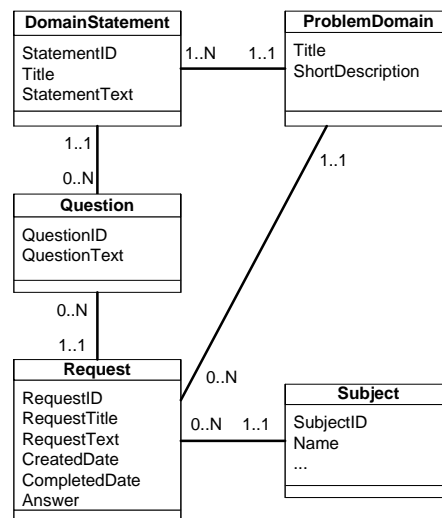 DomainStatement
StatementID
Title
StatementText
1..N
1..1
ProblemDomain
Title
ShortDescription
1..1
0..N
1..1
Question
QuestionID
QuestionText
0..N
1..1
0..N
Request
RequestID
RequestTitle
RequestText
CreatedDate
CompletedDate
Answer
0..N
1..1
Subject
SubjectID
Name
...